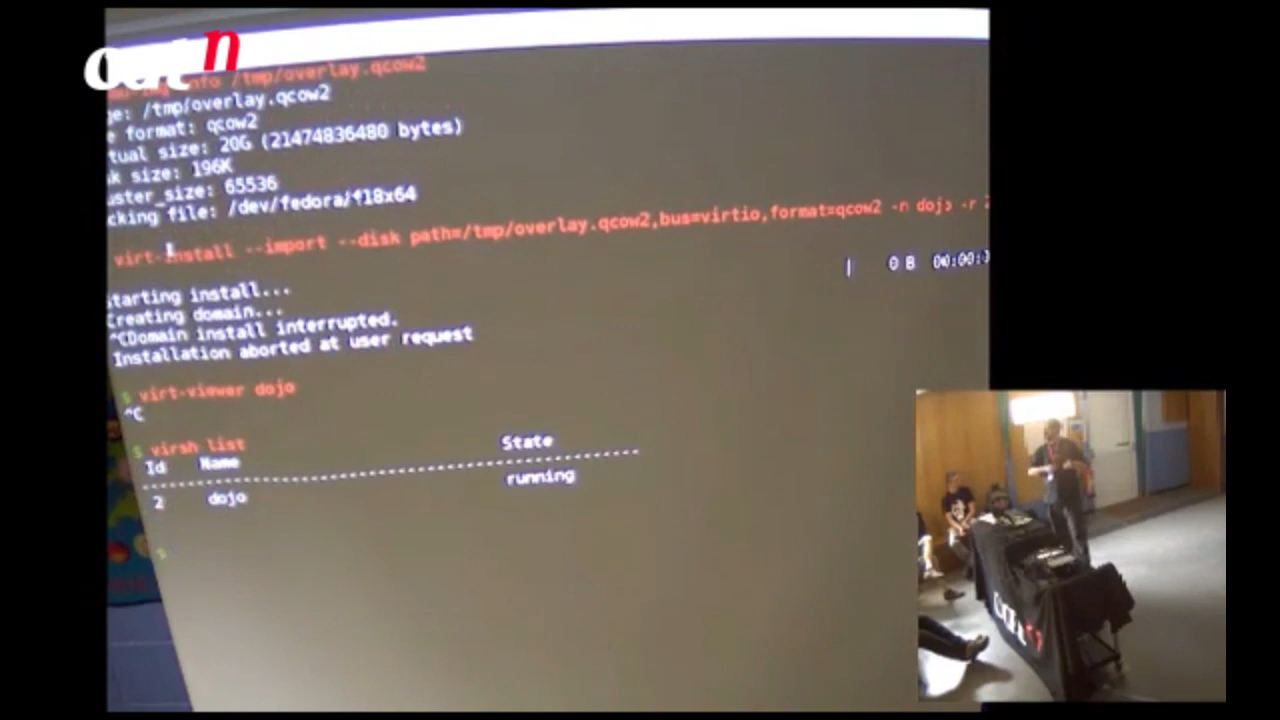 info /tmp/overlay.qcow2
ge: /tmp/overlay.qcow2
e format: qcow2
tual size: 20G (21474836480 bytes)
k size: 196K
uster_size: 65536
cking file: /dev/fedora/f18x64
virt-install --import --disk path=/tmp/overlay.qcow2,bus=virtio,format=qcow2 -n dojo -r 2
| 0 B 00:00:
tarting install...
Creating domain...
^CDomain install interrupted.
Installation aborted at user request
$ virt-viewer dojo
^C
$ virsh list
Id Name State
----------------------------------------------------
2 dojo running
$